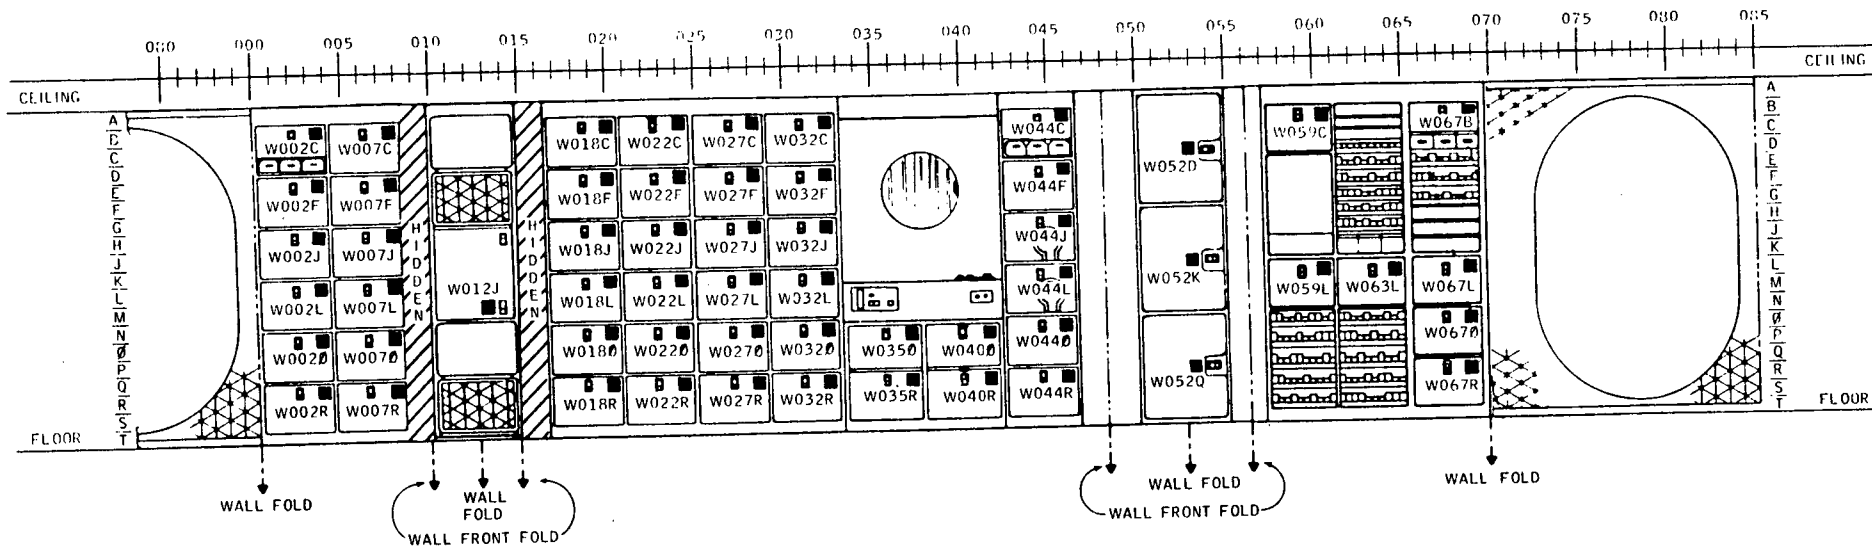 080 000 005 010 015 020 025 030 035 040 045 050 055 060 065 070 075 080 085
CEILING CEILING
A
B
C
D
E
F
G
H
J
K
L
M
N
Ø
P
Q
R
S
T
W002C W007C W018C W022C W027C W032C W044C W052D W059C W067B
W002F W007F W018F W022F W027F W032F W044F
W002J W007J W012J W018J W022J W027J W032J W044J W052K
W002L W007L W018L W022L W027L W032L W044L W059L W063L W067L
W002Ø W007Ø W018Ø W022Ø W027Ø W032Ø W035Ø W040Ø W044Ø W052Q W067Ø
W002R W007R W018R W022R W027R W032R W035R W040R W044R W067R
HIDDEN HIDDEN
A
B
C
D
E
F
G
H
J
K
L
M
N
Ø
P
Q
R
S
T
FLOOR FLOOR
WALL FOLD
WALL
FOLD
WALL FRONT FOLD
WALL FOLD
WALL FRONT FOLD
WALL FOLD